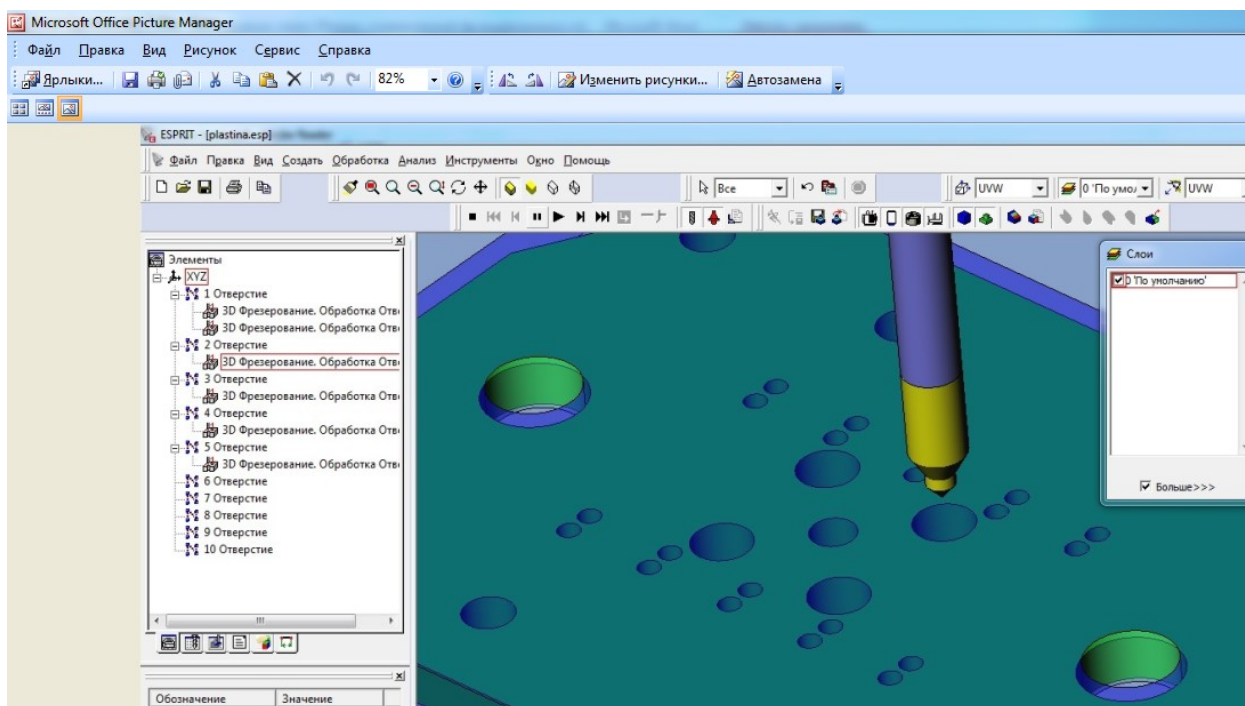 Microsoft Office Picture Manager
Файл Правка Вид Рисунок Сервис Справка
Ярлыки... 82% Изменить рисунки... Автозамена
ESPRIT - [plastina.esp]
Файл Правка Вид Создать Обработка Анализ Инструменты Окно Помощь
Все UVW 0 'По умол UVW
Элементы
XYZ
1 Отверстие
3D Фрезерование. Обработка Отв
3D Фрезерование. Обработка Отв
2 Отверстие
3D Фрезерование. Обработка Отв
3 Отверстие
3D Фрезерование. Обработка Отв
4 Отверстие
3D Фрезерование. Обработка Отв
5 Отверстие
3D Фрезерование. Обработка Отв
6 Отверстие
7 Отверстие
8 Отверстие
9 Отверстие
10 Отверстие
Обозначение Значение
Слои
0 'По умолчанию'
Больше>>>